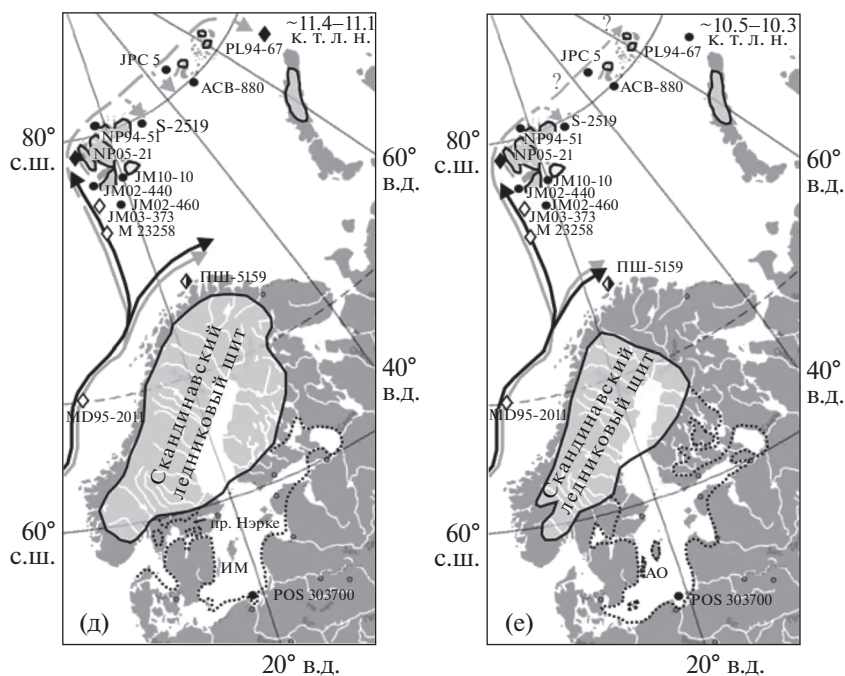 ~11.4–11.1
к. т. л. н.
PL94-67
JPC 5
ACB-880
80°
с.ш.
S-2519
NP94-51
NP05-21
60°
в.д.
JM10-10
JM02-440
JM02-460
JM03-373
M 23258
ПШ-5159
Скандинавский
ледниковый щит
40°
в.д.
MD95-2011
60°
с.ш.
пр. Нэрке
ИМ
POS 303700
(д)
20° в.д.
~10.5–10.3
к. т. л. н.
?
PL94-67
JPC 5
?
ACB-880
80°
с.ш.
S-2519
NP94-51
NP05-21
60°
в.д.
JM10-10
JM02-440
JM02-460
JM03-373
M 23258
ПШ-5159
Скандинавский
ледниковый щит
40°
в.д.
MD95-2011
60°
с.ш.
АО
POS 303700
(е)
20° в.д.